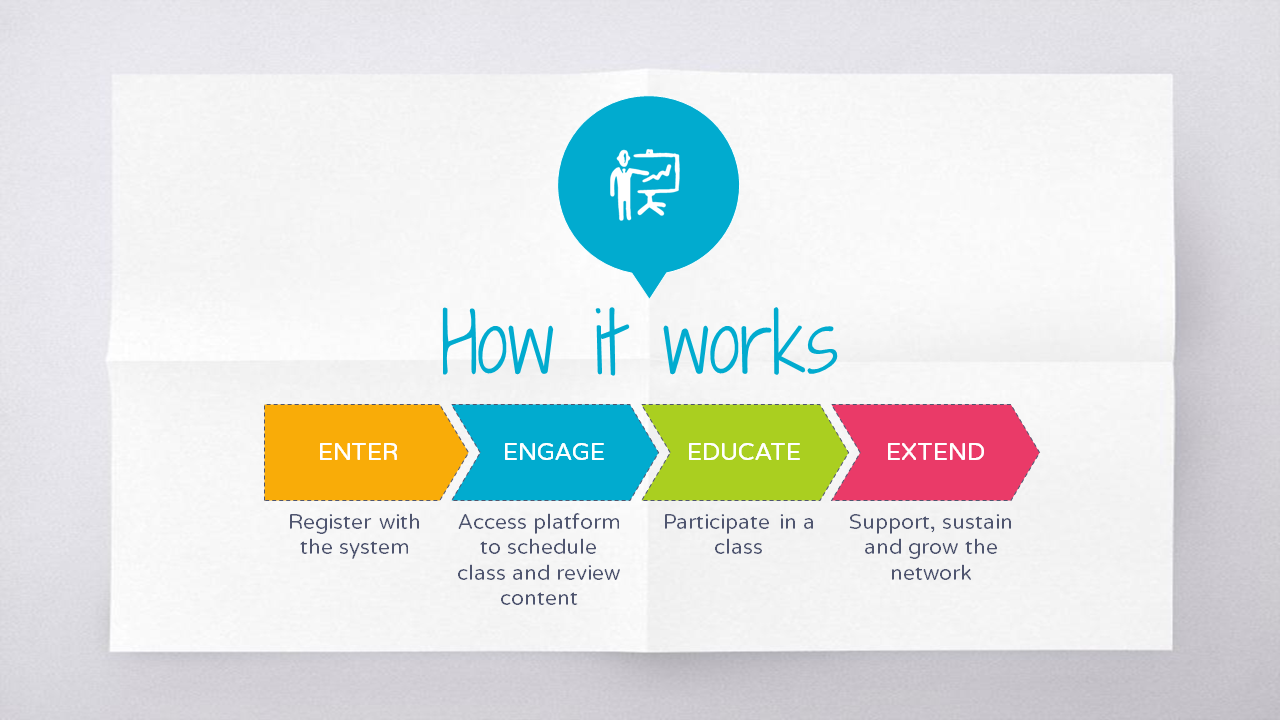 How it works
ENTER
ENGAGE
EDUCATE
EXTEND
Register with
the system
Access platform
to schedule
class and review
content
Participate in a
class
Support, sustain
and grow the
network